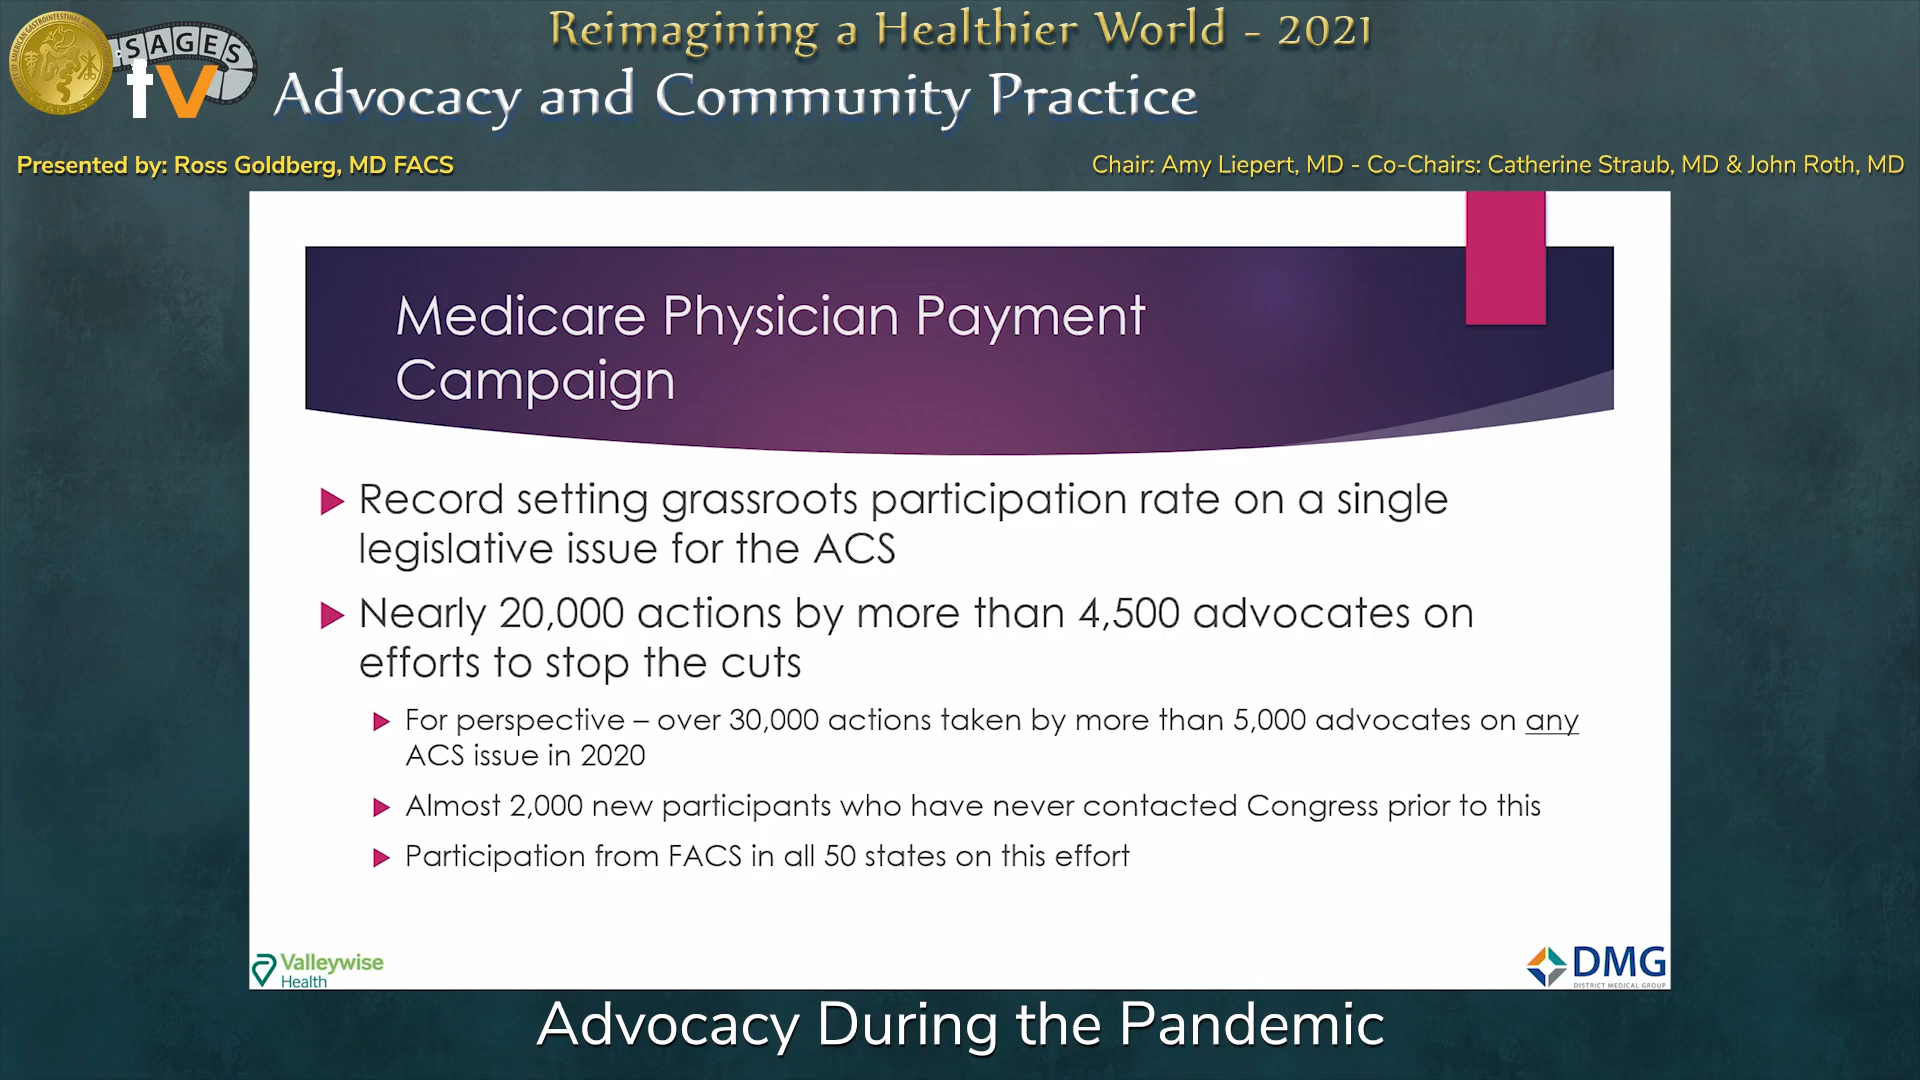 Reimagining a Healthier World - 2021
SAGES
tv
Advocacy and Community Practice
Presented by: Ross Goldberg, MD FACS
Chair: Amy Liepert, MD - Co-Chairs: Catherine Straub, MD & John Roth, MD
Medicare Physician Payment
Campaign
Record setting grassroots participation rate on a single
legislative issue for the ACS
Nearly 20,000 actions by more than 4,500 advocates on
efforts to stop the cuts
For perspective – over 30,000 actions taken by more than 5,000 advocates on any
ACS issue in 2020
Almost 2,000 new participants who have never contacted Congress prior to this
Participation from FACS in all 50 states on this effort
Valleywise
Health
DMG
DISTRICT MEDICAL GROUP
Advocacy During the Pandemic